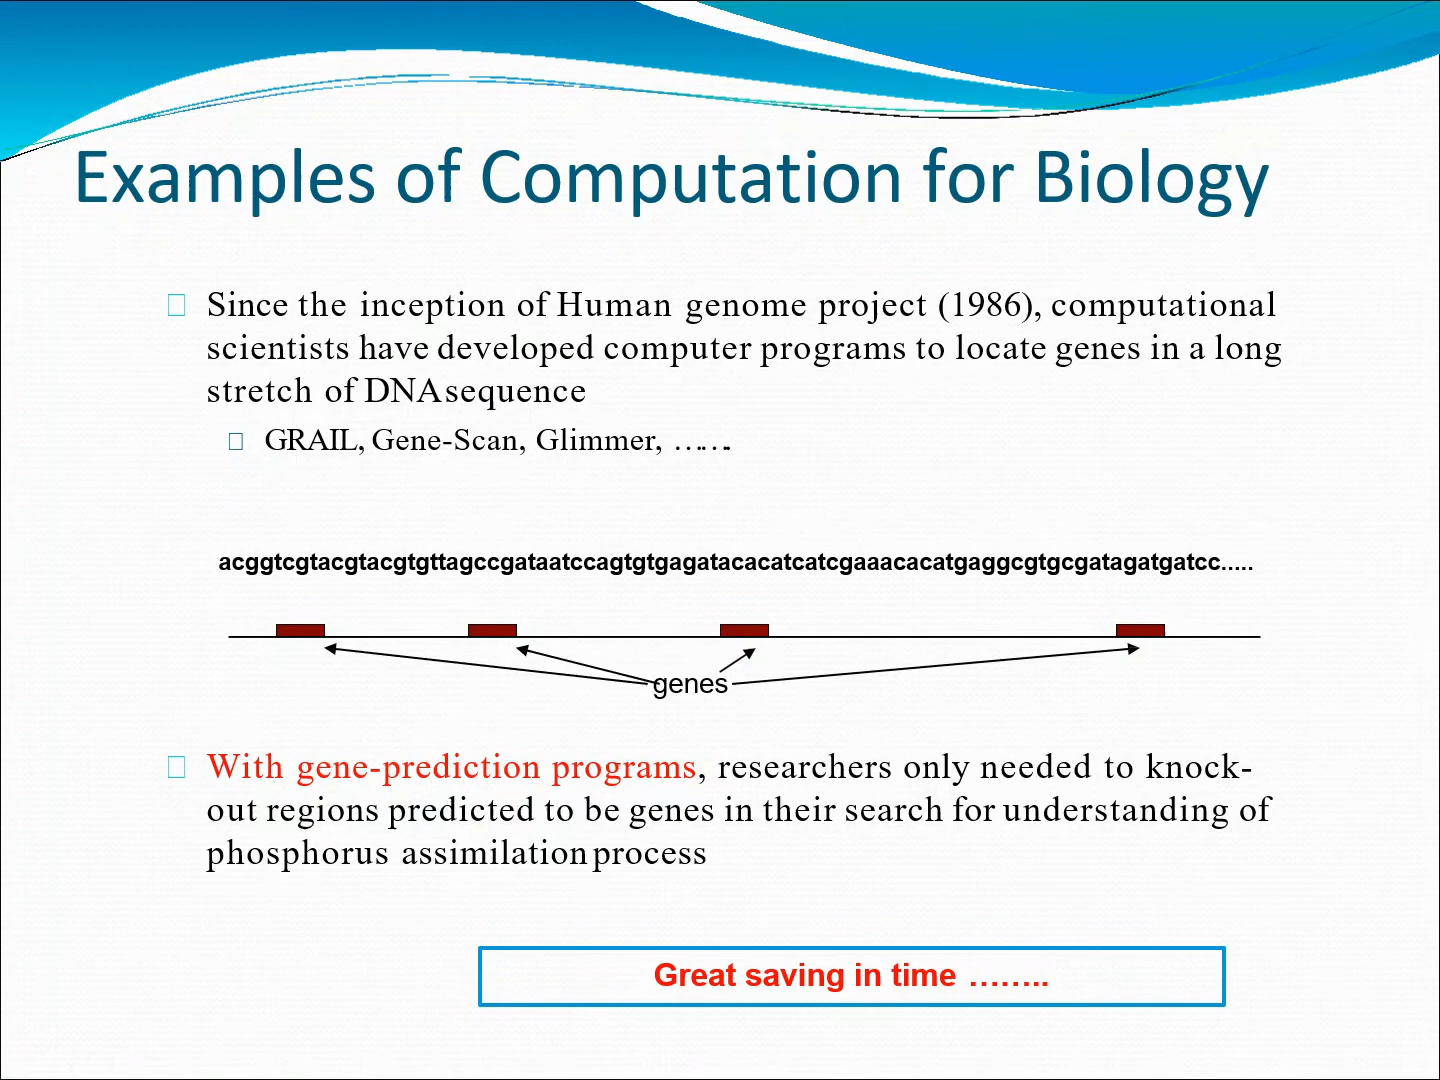 Examples of Computation for Biology
Since the inception of Human genome project (1986), computational
scientists have developed computer programs to locate genes in a long
stretch of DNA sequence
GRAIL, Gene-Scan, Glimmer, …….
acggtcgtacgtacgtgttagccgataatccagtgtgagatacacatcatcgaaacacatgaggcgtgcgatagatgatcc.....
genes
With gene-prediction programs, researchers only needed to knock-
out regions predicted to be genes in their search for understanding of
phosphorus assimilation process
Great saving in time ……..